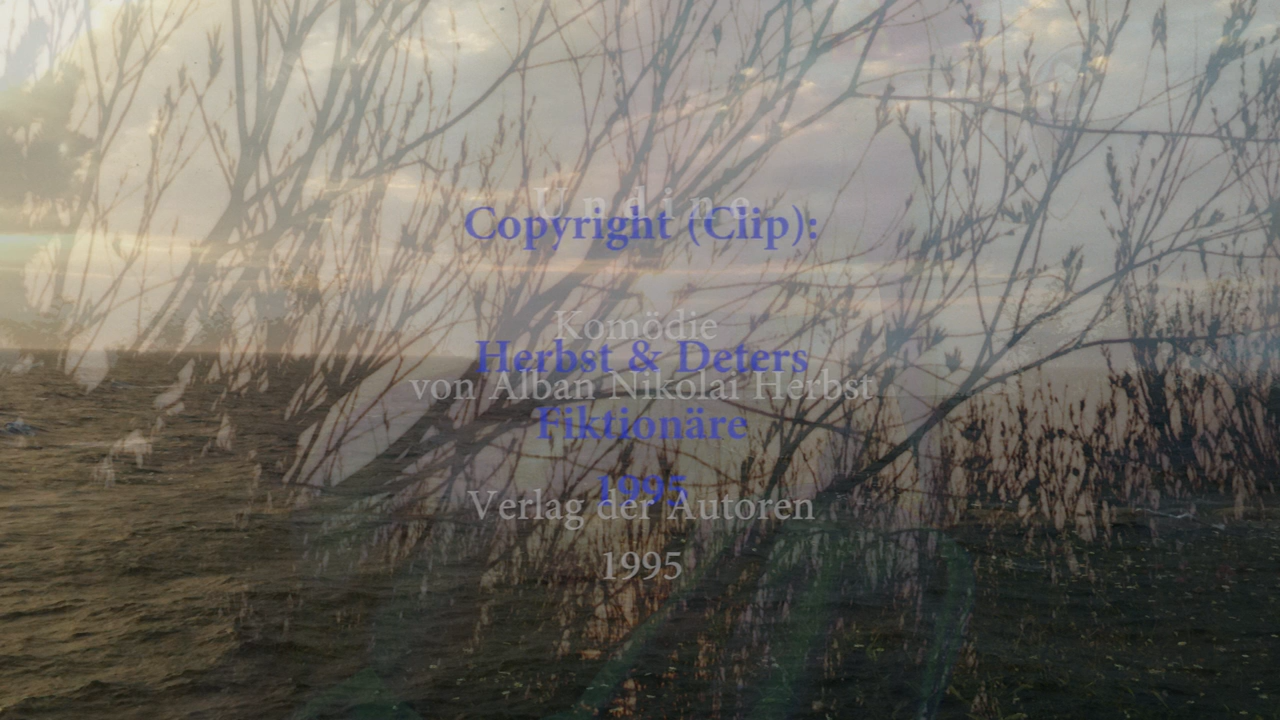 Undine
Copyright (Clip):
Komödie
Herbst & Deters
von Alban Nikolai Herbst
Fiktionäre
1995
Verlag der Autoren
1995